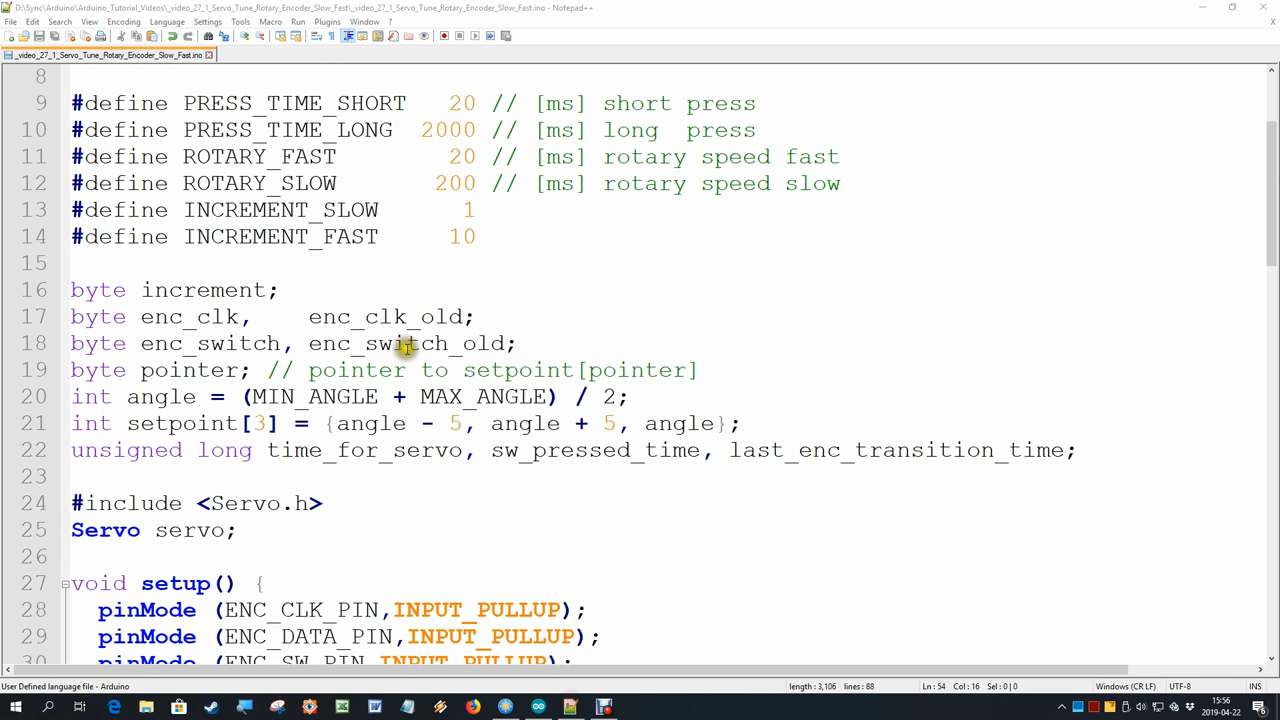 D:\Sync\Arduino\Arduino_Tutorial_Videos\_video_27_1_Servo_Tune_Rotary_Encoder_Slow_Fast\_video_27_1_Servo_Tune_Rotary_Encoder_Slow_Fast.ino - Notepad++
File Edit Search View Encoding Language Settings Tools Macro Run Plugins Window ?
_video_27_1_Servo_Tune_Rotary_Encoder_Slow_Fast.ino
8
9 #define PRESS_TIME_SHORT 20 // [ms] short press
10 #define PRESS_TIME_LONG 2000 // [ms] long press
11 #define ROTARY_FAST 20 // [ms] rotary speed fast
12 #define ROTARY_SLOW 200 // [ms] rotary speed slow
13 #define INCREMENT_SLOW 1
14 #define INCREMENT_FAST 10
15
16 byte increment;
17 byte enc_clk, enc_clk_old;
18 byte enc_switch, enc_switch_old;
19 byte pointer; // pointer to setpoint[pointer]
20 int angle = (MIN_ANGLE + MAX_ANGLE) / 2;
21 int setpoint[3] = {angle - 5, angle + 5, angle};
22 unsigned long time_for_servo, sw_pressed_time, last_enc_transition_time;
23
24 #include <Servo.h>
25 Servo servo;
26
27 void setup() {
28 pinMode (ENC_CLK_PIN,INPUT_PULLUP);
29 pinMode (ENC_DATA_PIN,INPUT_PULLUP);
30 pinMode (ENC_SW_PIN,INPUT_PULLUP);
User Defined language file - Arduino length : 3,106 lines : 88 Ln : 54 Col : 16 Sel : 0 | 0 Windows (CR LF) UTF-8 INS
15:56
2019-04-22